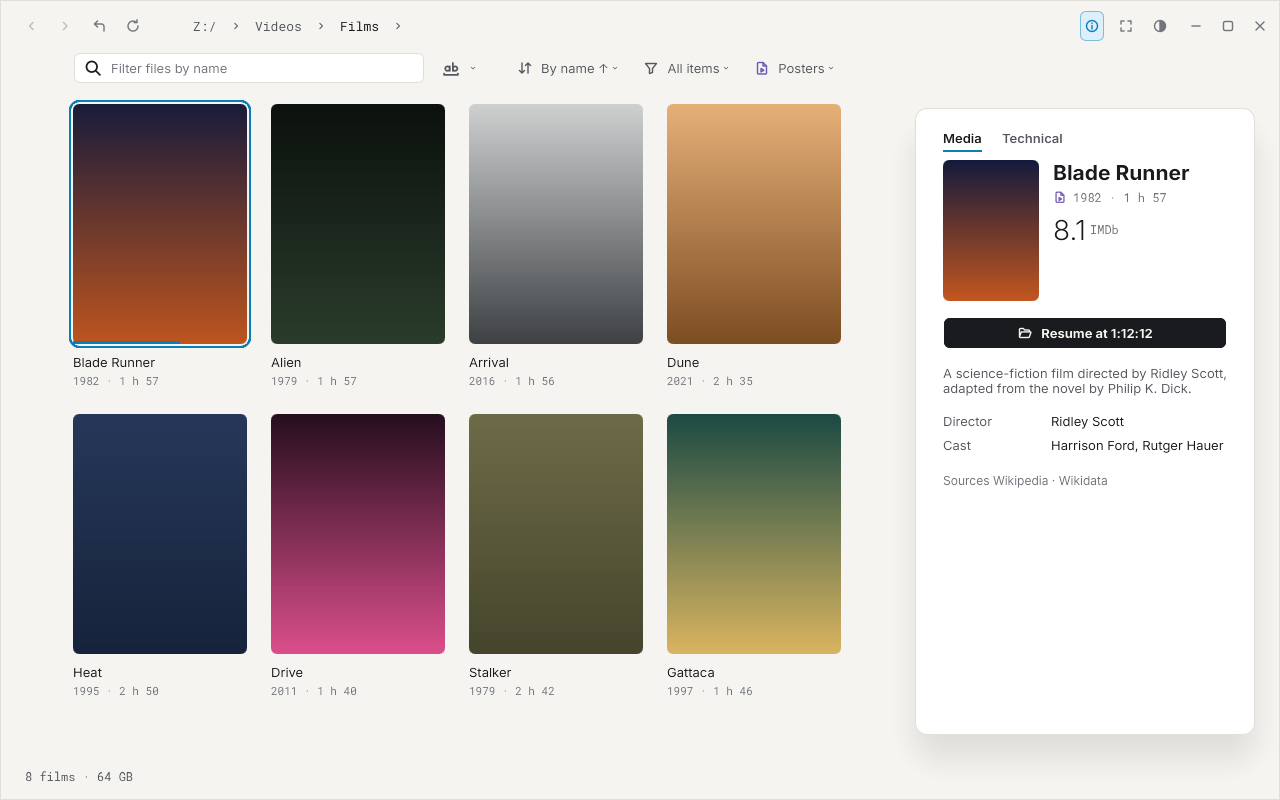 Z:/ > Videos > Films >
Filter files by name
ab
By name ↑
All items
Posters
Blade Runner
1982 · 1 h 57
Alien
1979 · 1 h 57
Arrival
2016 · 1 h 56
Dune
2021 · 2 h 35
Heat
1995 · 2 h 50
Drive
2011 · 1 h 40
Stalker
1979 · 2 h 42
Gattaca
1997 · 1 h 46
Media
Technical
Blade Runner
1982 · 1 h 57
8.1 IMDb
Resume at 1:12:12
A science-fiction film directed by Ridley Scott,
adapted from the novel by Philip K. Dick.
Director Ridley Scott
Cast Harrison Ford, Rutger Hauer
Sources Wikipedia · Wikidata
8 films · 64 GB